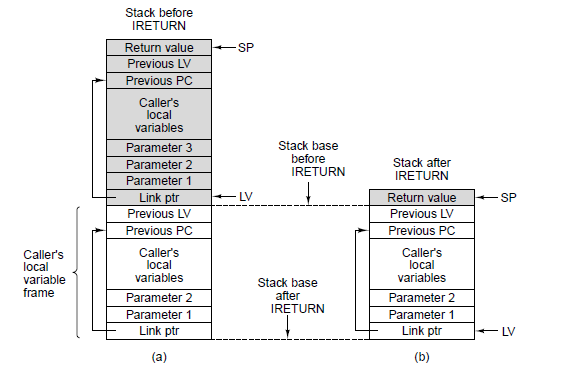 Stack before
IRETURN
Return value
SP
Previous LV
Previous PC
Caller's
local
variables
Parameter 3
Parameter 2
Parameter 1
Link ptr
LV
Previous LV
Previous PC
Caller's
local
variables
Parameter 2
Parameter 1
Link ptr
Caller's
local
variable
frame
(a)
Stack base
before
IRETURN
Stack base
after
IRETURN
Stack after
IRETURN
Return value
SP
Previous LV
Previous PC
Caller's
local
variables
Parameter 2
Parameter 1
Link ptr
LV
(b)